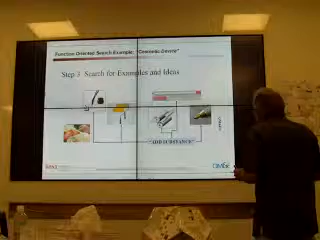 Function Oriented Search Example: "Cosmetic Device"
Step 3 Search for Examples and Ideas
"ADD SUBSTANCE"